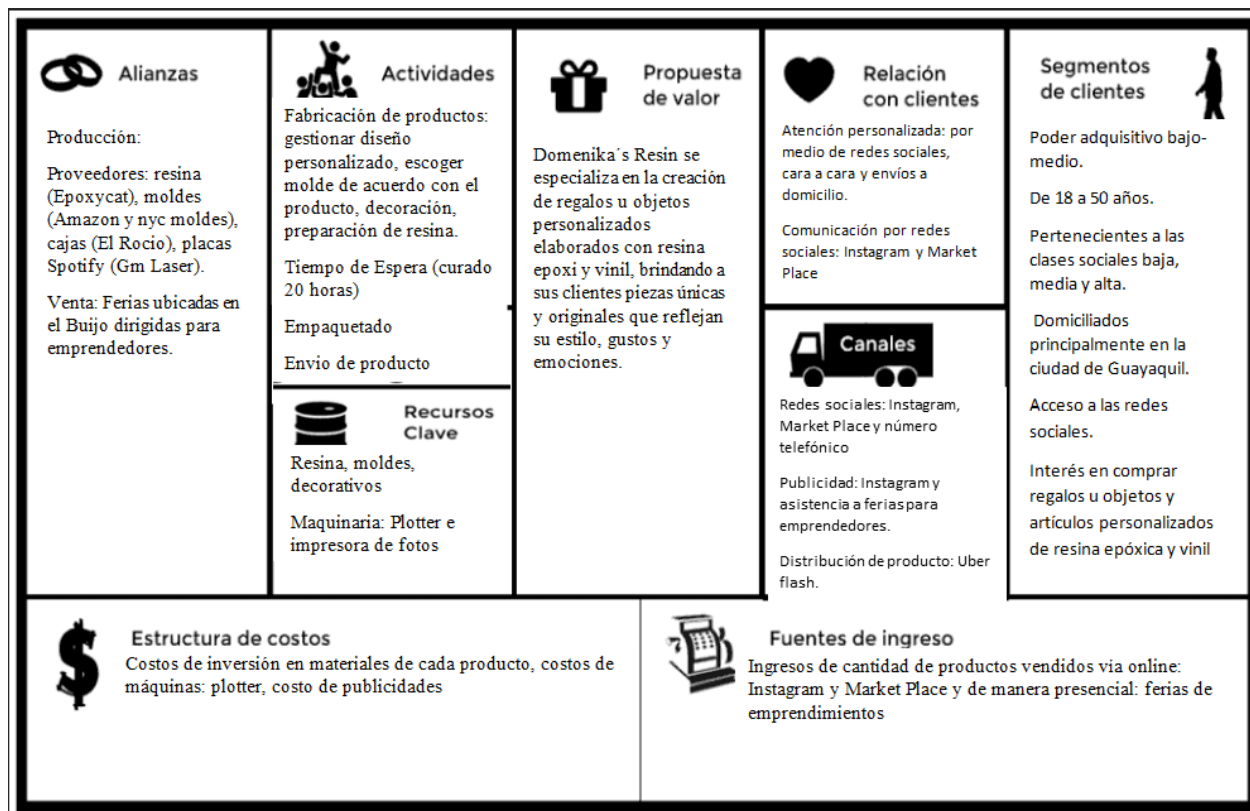 Alianzas
Producción:
Proveedores: resina
(Epoxycat), moldes
(Amazon y nyc moldes),
cajas (El Rocio), placas
Spotify (Gm Laser).
Venta: Ferias ubicadas en
el Buijo dirigidas para
emprendedores.
Actividades
Fabricación de productos:
gestionar diseño
personalizado, escoger
molde de acuerdo con el
producto, decoración,
preparación de resina.
Tiempo de Espera (curado
20 horas)
Empaquetado
Envio de producto
Recursos
Clave
Resina, moldes,
decorativos
Maquinaria: Plotter e
impresora de fotos
Propuesta
de valor
Domenika´s Resin se
especializa en la creación
de regalos u objetos
personalizados
elaborados con resina
epoxi y vinil, brindando a
sus clientes piezas únicas
y originales que reflejan
su estilo, gustos y
emociones.
Relación
con clientes
Atención personalizada: por
medio de redes sociales,
cara a cara y envíos a
domicilio.
Comunicación por redes
sociales: Instagram y Market
Place
Canales
Redes sociales: Instagram,
Market Place y número
telefónico
Publicidad: Instagram y
asistencia a ferias para
emprendedores.
Distribución de producto: Uber
flash.
Segmentos
de clientes
Poder adquisitivo bajo-
medio.
De 18 a 50 años.
Pertenecientes a las
clases sociales baja,
media y alta.
Domiciliados
principalmente en la
ciudad de Guayaquil.
Acceso a las redes
sociales.
Interés en comprar
regalos u objetos y
artículos personalizados
de resina epóxica y vinil
Estructura de costos
Costos de inversión en materiales de cada producto, costos de
máquinas: plotter, costo de publicidades
Fuentes de ingreso
Ingresos de cantidad de productos vendidos via online:
Instagram y Market Place y de manera presencial: ferias de
emprendimientos